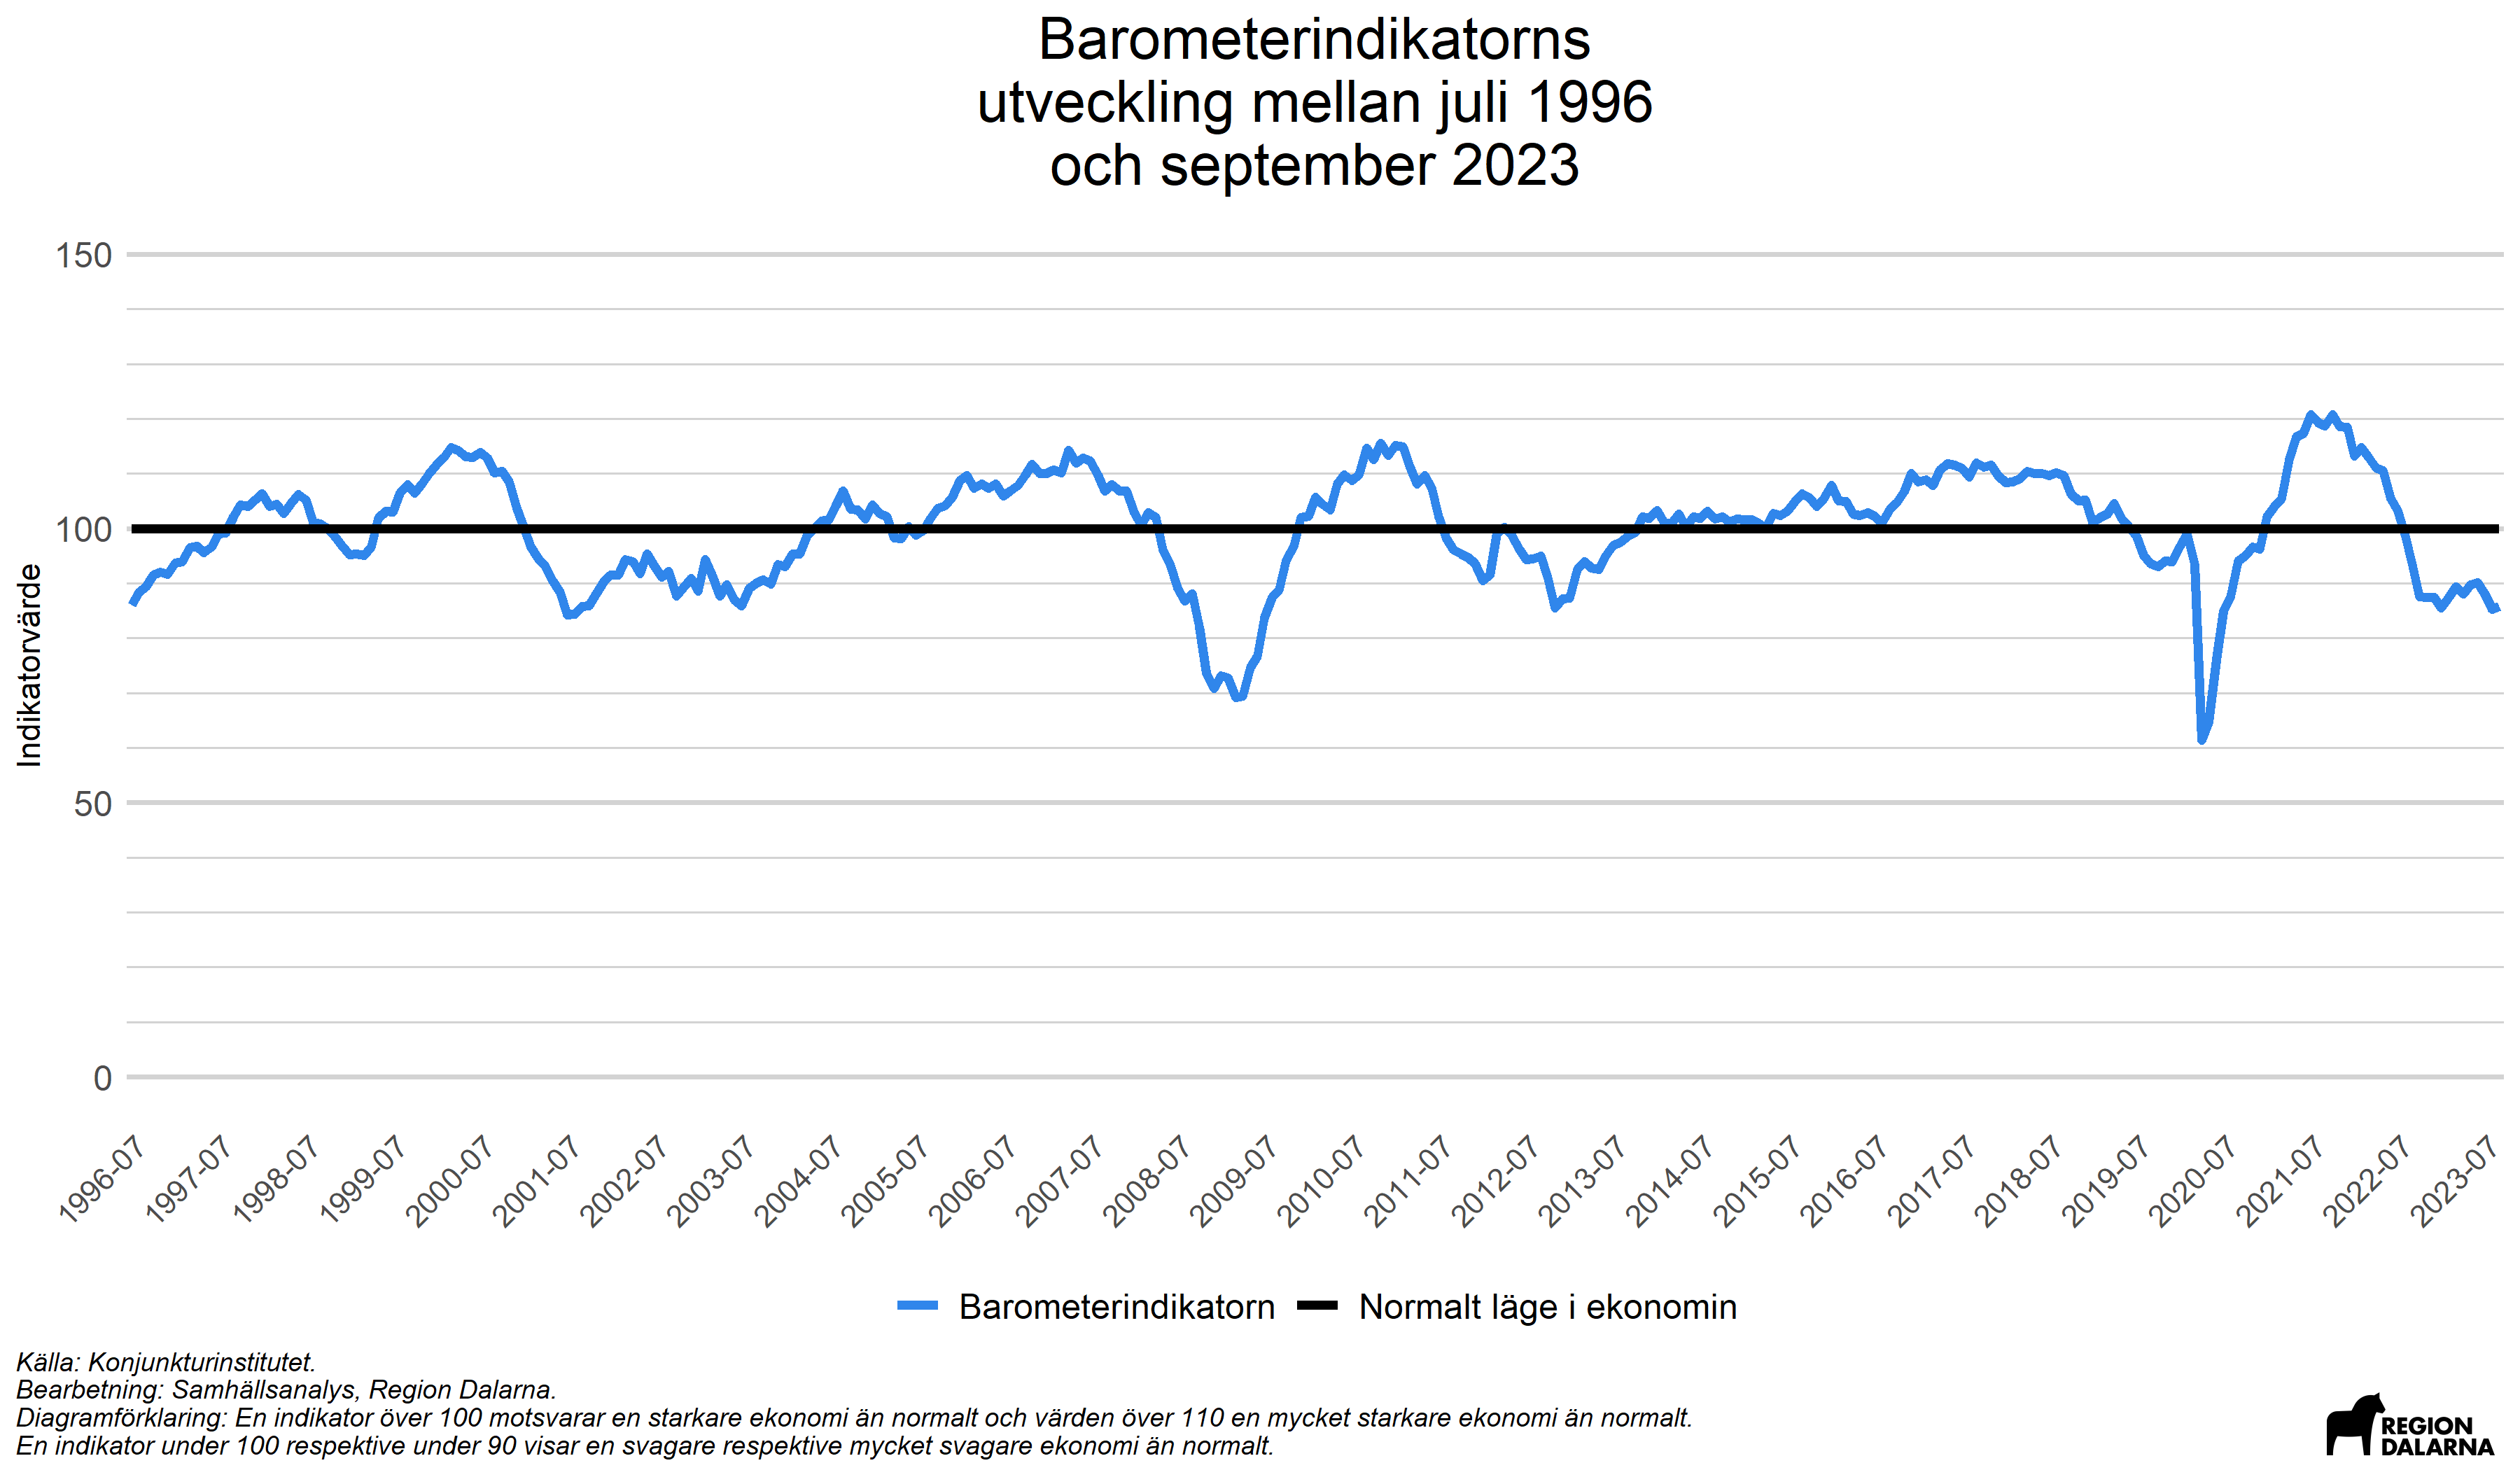 Barometerindikatorns
utveckling mellan juli 1996
och september 2023
150
100
50
0
Indikatorvärde
1996-07
1997-07
1998-07
1999-07
2000-07
2001-07
2002-07
2003-07
2004-07
2005-07
2006-07
2007-07
2008-07
2009-07
2010-07
2011-07
2012-07
2013-07
2014-07
2015-07
2016-07
2017-07
2018-07
2019-07
2020-07
2021-07
2022-07
2023-07
Barometerindikatorn
Normalt läge i ekonomin
Källa: Konjunkturinstitutet.
Bearbetning: Samhällsanalys, Region Dalarna.
Diagramförklaring: En indikator över 100 motsvarar en starkare ekonomi än normalt och värden över 110 en mycket starkare ekonomi än normalt.
En indikator under 100 respektive under 90 visar en svagare respektive mycket svagare ekonomi än normalt.
REGION
DALARNA